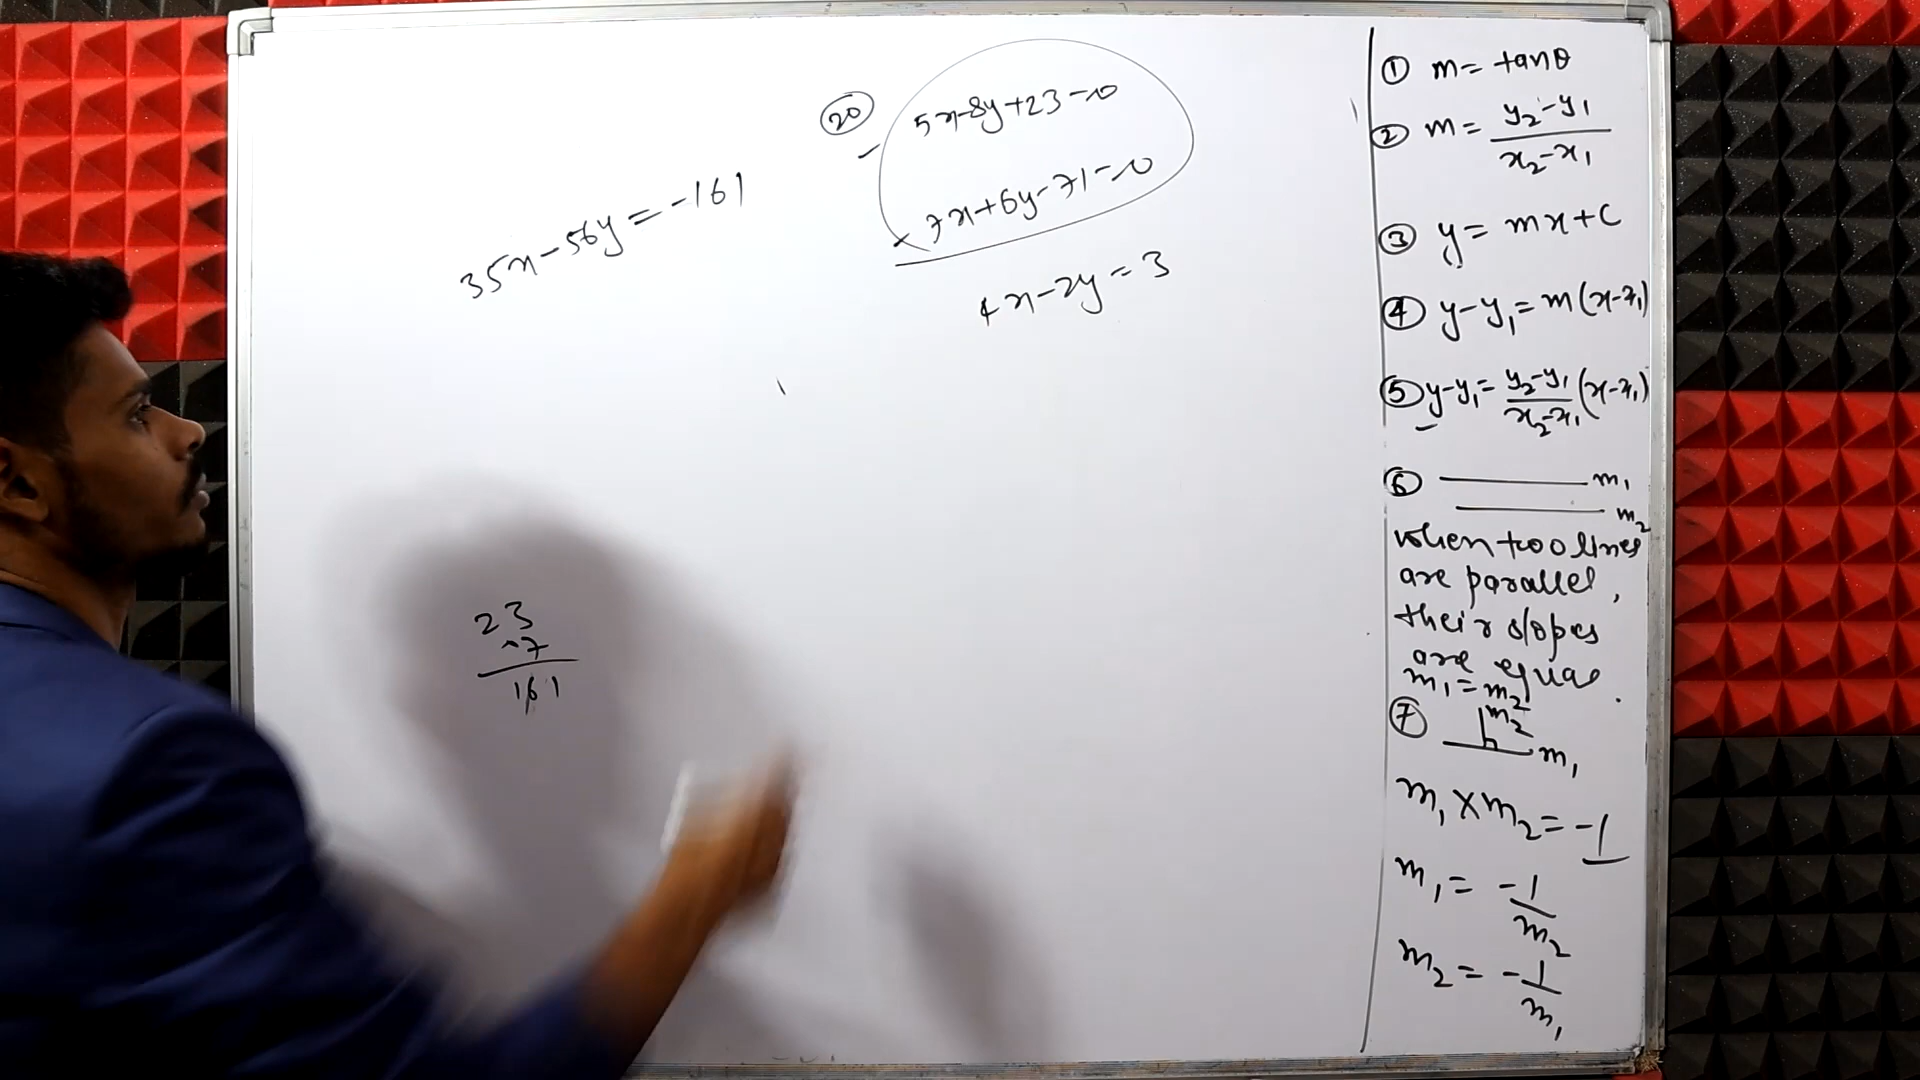 20
5x-8y+23=0
7x+6y-71=0
4x-2y=3
35x-56y=-161
23
×7
161
① m= tanθ
② m= y₂-y₁ / x₂-x₁
③ y= mx+c
④ y-y₁=m(x-x₁)
⑤ y-y₁= y₂-y₁ / x₂-x₁ (x-x₁)
⑥ m₁
m₂
when two lines
are parallel,
their slopes
are equal.
m₁=m₂
⑦ m₂
m₁
m₁×m₂=-1
m₁= -1/m₂
m₂= -1/m₁